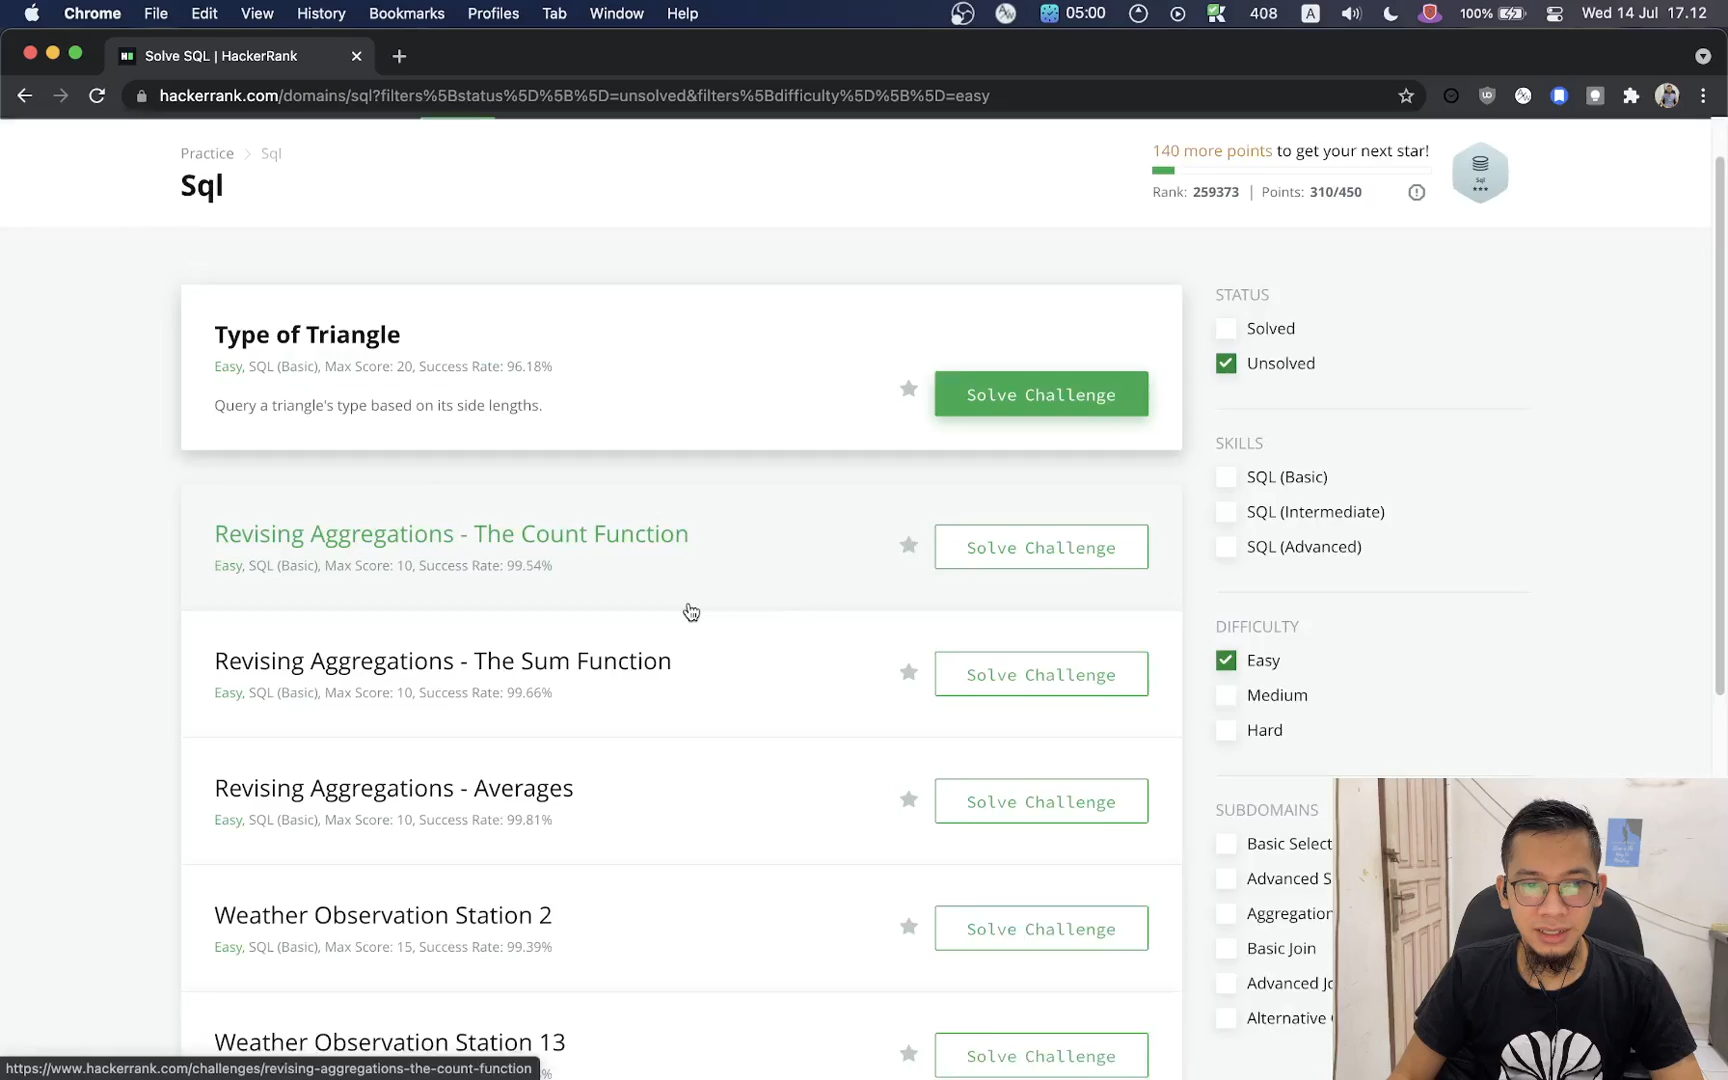 Chrome File Edit View History Bookmarks Profiles Tab Window Help 05:00 408 A 100% Wed 14 Jul 17.12
Solve SQL | HackerRank
hackerrank.com/domains/sql?filters%5Bstatus%5D%5B%5D=unsolved&filters%5Bdifficulty%5D%5B%5D=easy
Practice > Sql
Sql
140 more points to get your next star!
Rank: 259373 | Points: 310/450
Sql
Type of Triangle
Easy, SQL (Basic), Max Score: 20, Success Rate: 96.18%
Query a triangle's type based on its side lengths.
Solve Challenge
Revising Aggregations - The Count Function
Easy, SQL (Basic), Max Score: 10, Success Rate: 99.54%
Solve Challenge
Revising Aggregations - The Sum Function
Easy, SQL (Basic), Max Score: 10, Success Rate: 99.66%
Solve Challenge
Revising Aggregations - Averages
Easy, SQL (Basic), Max Score: 10, Success Rate: 99.81%
Solve Challenge
Weather Observation Station 2
Easy, SQL (Basic), Max Score: 15, Success Rate: 99.39%
Solve Challenge
Weather Observation Station 13
Solve Challenge
STATUS
Solved
Unsolved
SKILLS
SQL (Basic)
SQL (Intermediate)
SQL (Advanced)
DIFFICULTY
Easy
Medium
Hard
SUBDOMAINS
Basic Select
Advanced S
Aggregation
Basic Join
Advanced Jo
Alternative
https://www.hackerrank.com/challenges/revising-aggregations-the-count-function